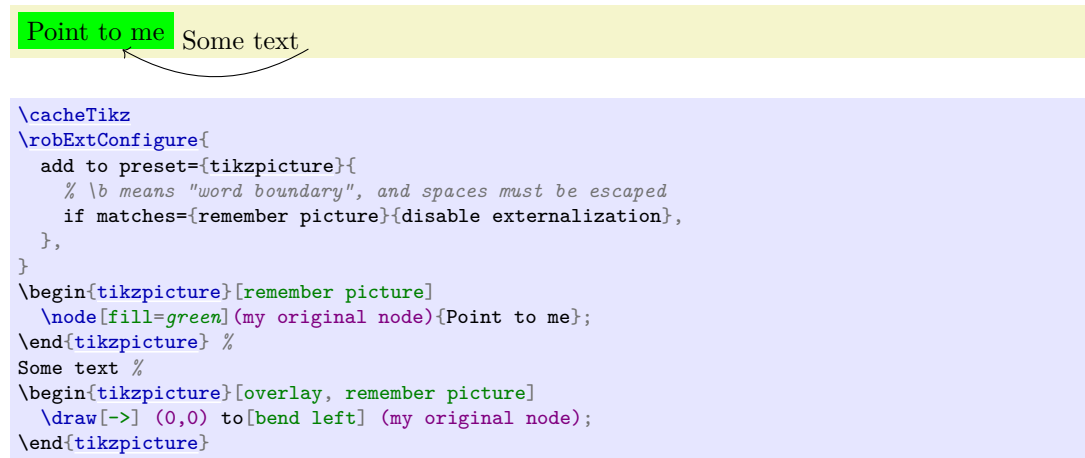 Point to me Some text
\cacheTikz
\robExtConfigure{
  add to preset={tikzpicture}{
    % \b means "word boundary", and spaces must be escaped
    if matches={remember picture}{disable externalization},
  },
}
\begin{tikzpicture}[remember picture]
  \node[fill=green](my original node){Point to me};
\end{tikzpicture} %
Some text %
\begin{tikzpicture}[overlay, remember picture]
  \draw[->] (0,0) to[bend left] (my original node);
\end{tikzpicture}